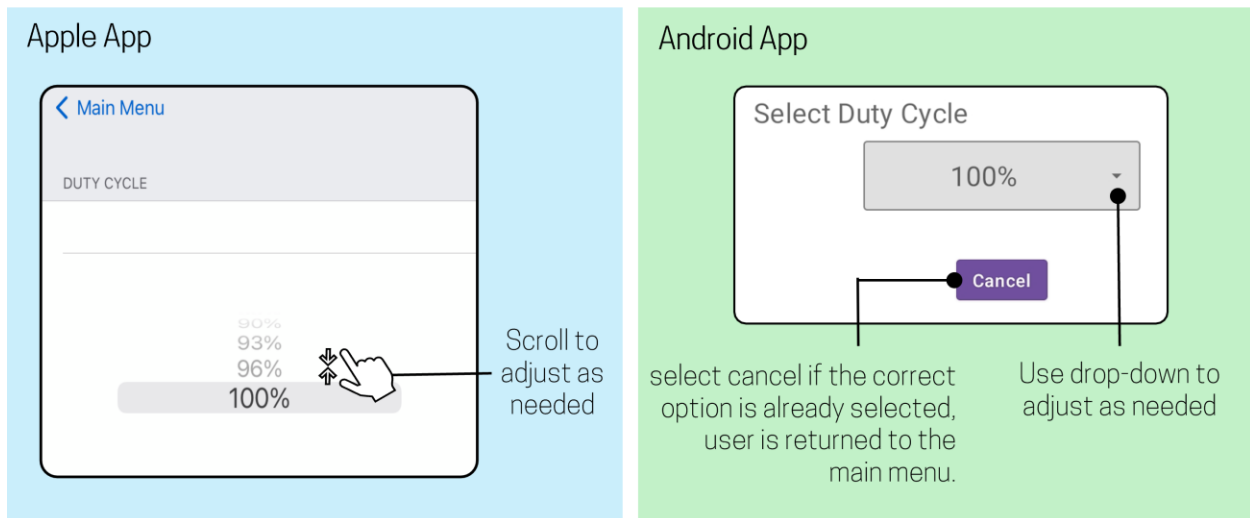 Apple App
Main Menu
DUTY CYCLE
90%
93%
96%
100%
Scroll to
adjust as
needed
Android App
Select Duty Cycle
100%
Cancel
select cancel if the correct
option is already selected,
user is returned to the
main menu.
Use drop-down to
adjust as needed